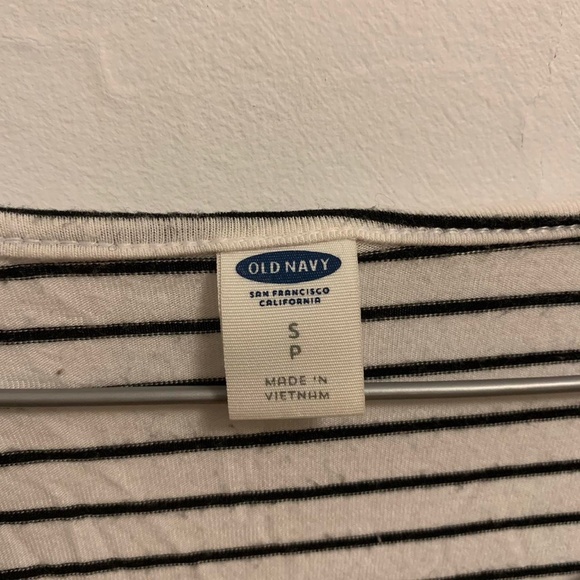 OLD NAVY
SAN FRANCISCO
CALIFORNIA
S
P
MADE IN
VIETNAM